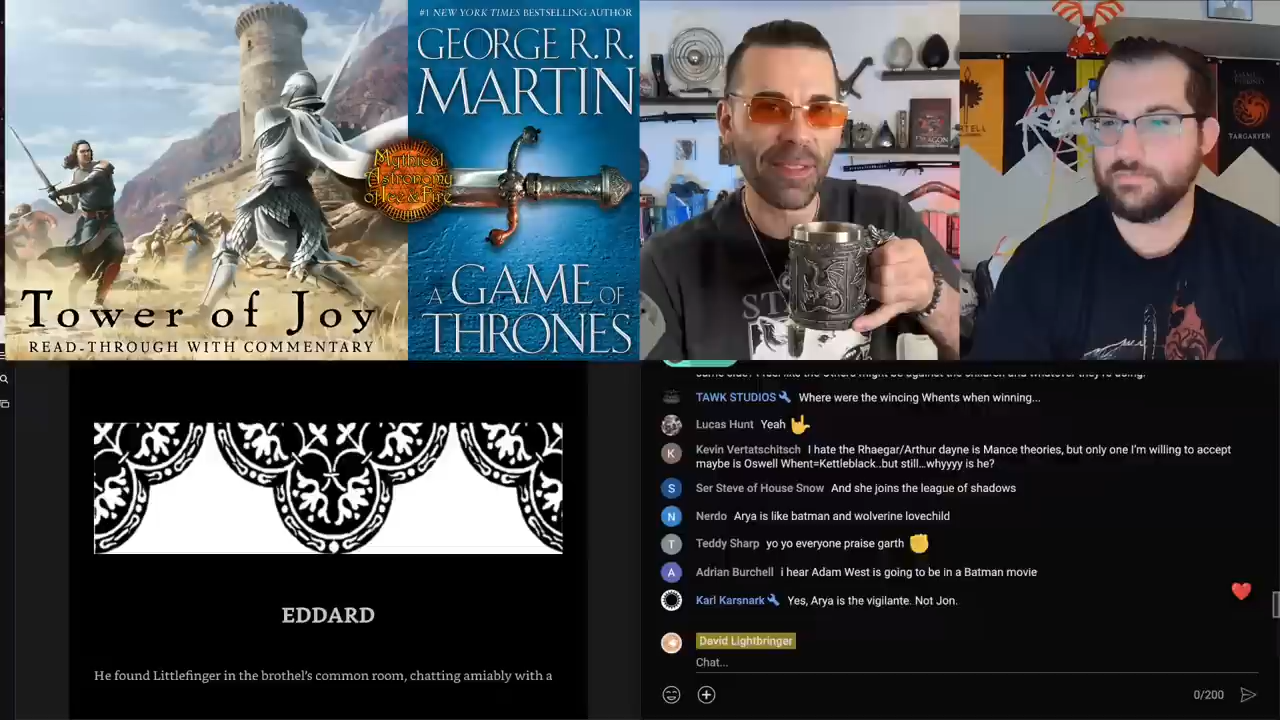 #1 NEW YORK TIMES BESTSELLING AUTHOR
GEORGE R.R.
MARTIN
Mythical
Astronomy
of Ice & Fire
A GAME OF
THRONES
Tower of Joy
READ-THROUGH WITH COMMENTARY
DRAGON
TARGARYEN
EDDARD
He found Littlefinger in the brothel's common room, chatting amiably with a
TAWK STUDIOS Where were the wincing Whents when winning...
Lucas Hunt Yeah 🤟
Kevin Vertatschitsch I hate the Rhaegar/Arthur dayne is Mance theories, but only one I'm willing to accept
maybe is Oswell Whent=Kettleblack..but still...whyyyy is he?
S Ser Steve of House Snow And she joins the league of shadows
N Nerdo Arya is like batman and wolverine lovechild
T Teddy Sharp yo yo everyone praise garth ✊
A Adrian Burchell i hear Adam West is going to be in a Batman movie
Karl Karsnark Yes, Arya is the vigilante. Not Jon.
David Lightbringer
Chat...
0/200